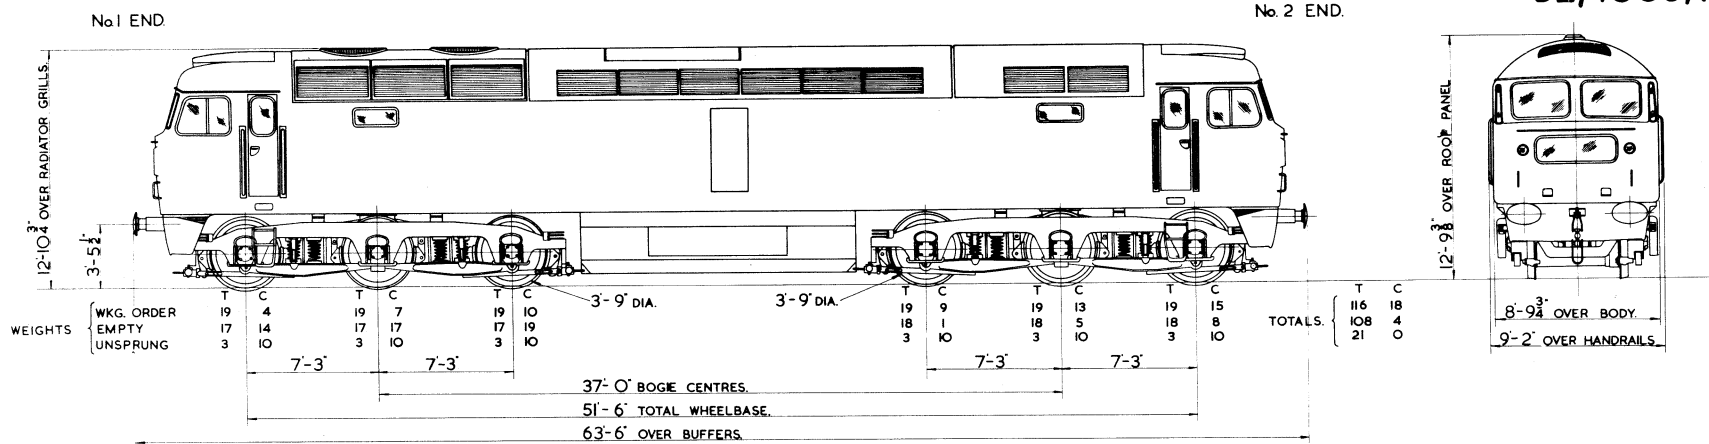 No.1 END.
No. 2 END.
12'-10¾" OVER RADIATOR GRILLS.
3'-5½"
12'-9⅜" OVER ROOF PANEL
3'-9" DIA.
3'-9" DIA.
T C T C T C T C T C T C T C
WEIGHTS
WKG. ORDER 19 4 19 7 19 10 19 9 19 13 19 15 116 18
EMPTY 17 14 17 17 17 19 18 1 18 5 18 8 TOTALS. 108 4
UNSPRUNG 3 10 3 10 3 10 3 10 3 10 3 10 21 0
8'-9¾" OVER BODY.
9'-2" OVER HANDRAILS
7'-3" 7'-3" 7'-3" 7'-3"
37'-0" BOGIE CENTRES.
51'-6" TOTAL WHEELBASE.
63'-6" OVER BUFFERS.